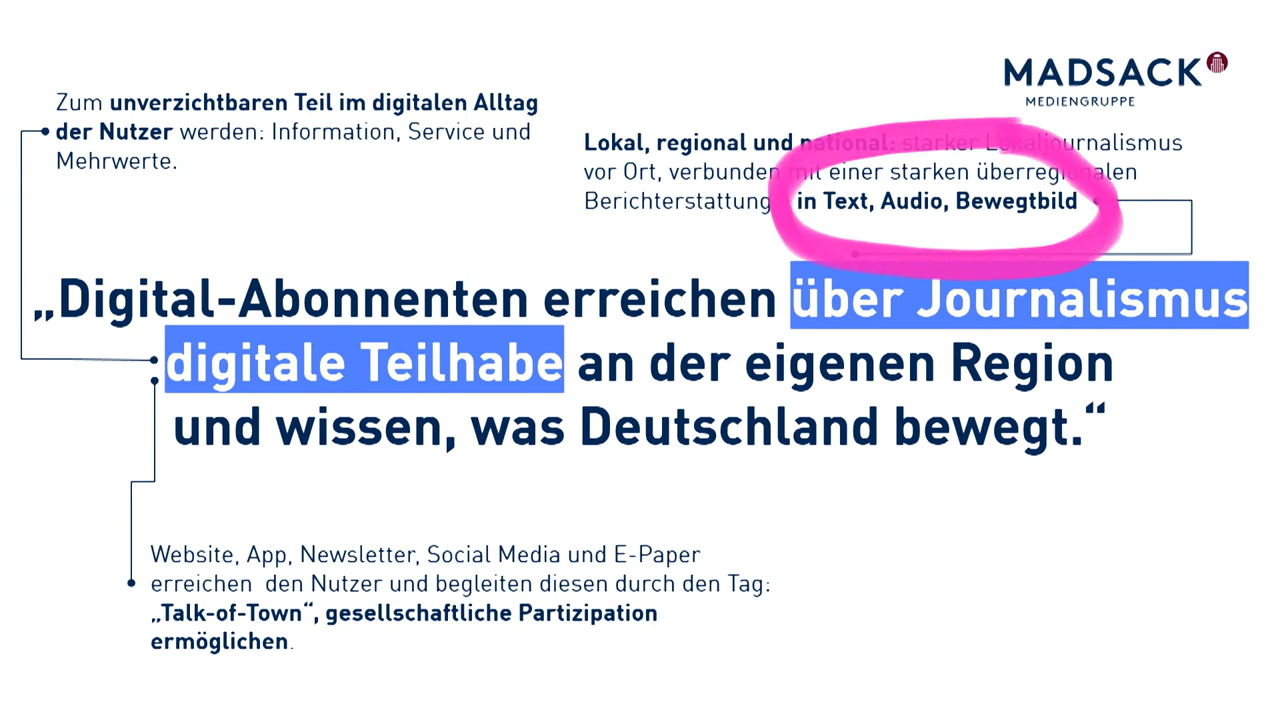 MADSACK
MEDIENGRUPPE
Zum unverzichtbaren Teil im digitalen Alltag
der Nutzer werden: Information, Service und
Mehrwerte.
Lokal, regional und national: starker Lokaljournalismus
vor Ort, verbunden mit einer starken überregionalen
Berichterstattung in Text, Audio, Bewegtbild
„Digital-Abonnenten erreichen über Journalismus
digitale Teilhabe an der eigenen Region
und wissen, was Deutschland bewegt.“
Website, App, Newsletter, Social Media und E-Paper
erreichen den Nutzer und begleiten diesen durch den Tag:
„Talk-of-Town“, gesellschaftliche Partizipation
ermöglichen.